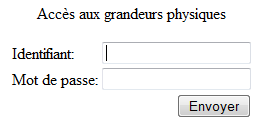 Accès aux grandeurs physiques
Identifiant:
Mot de passe:
Envoyer